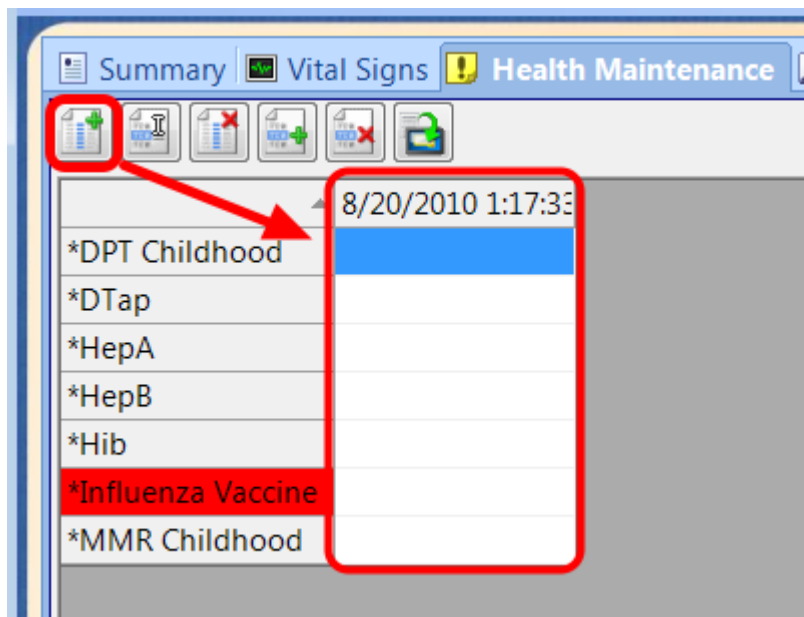 Summary Vital Signs Health Maintenance
8/20/2010 1:17:33
*DPT Childhood
*DTap
*HepA
*HepB
*Hib
*Influenza Vaccine
*MMR Childhood